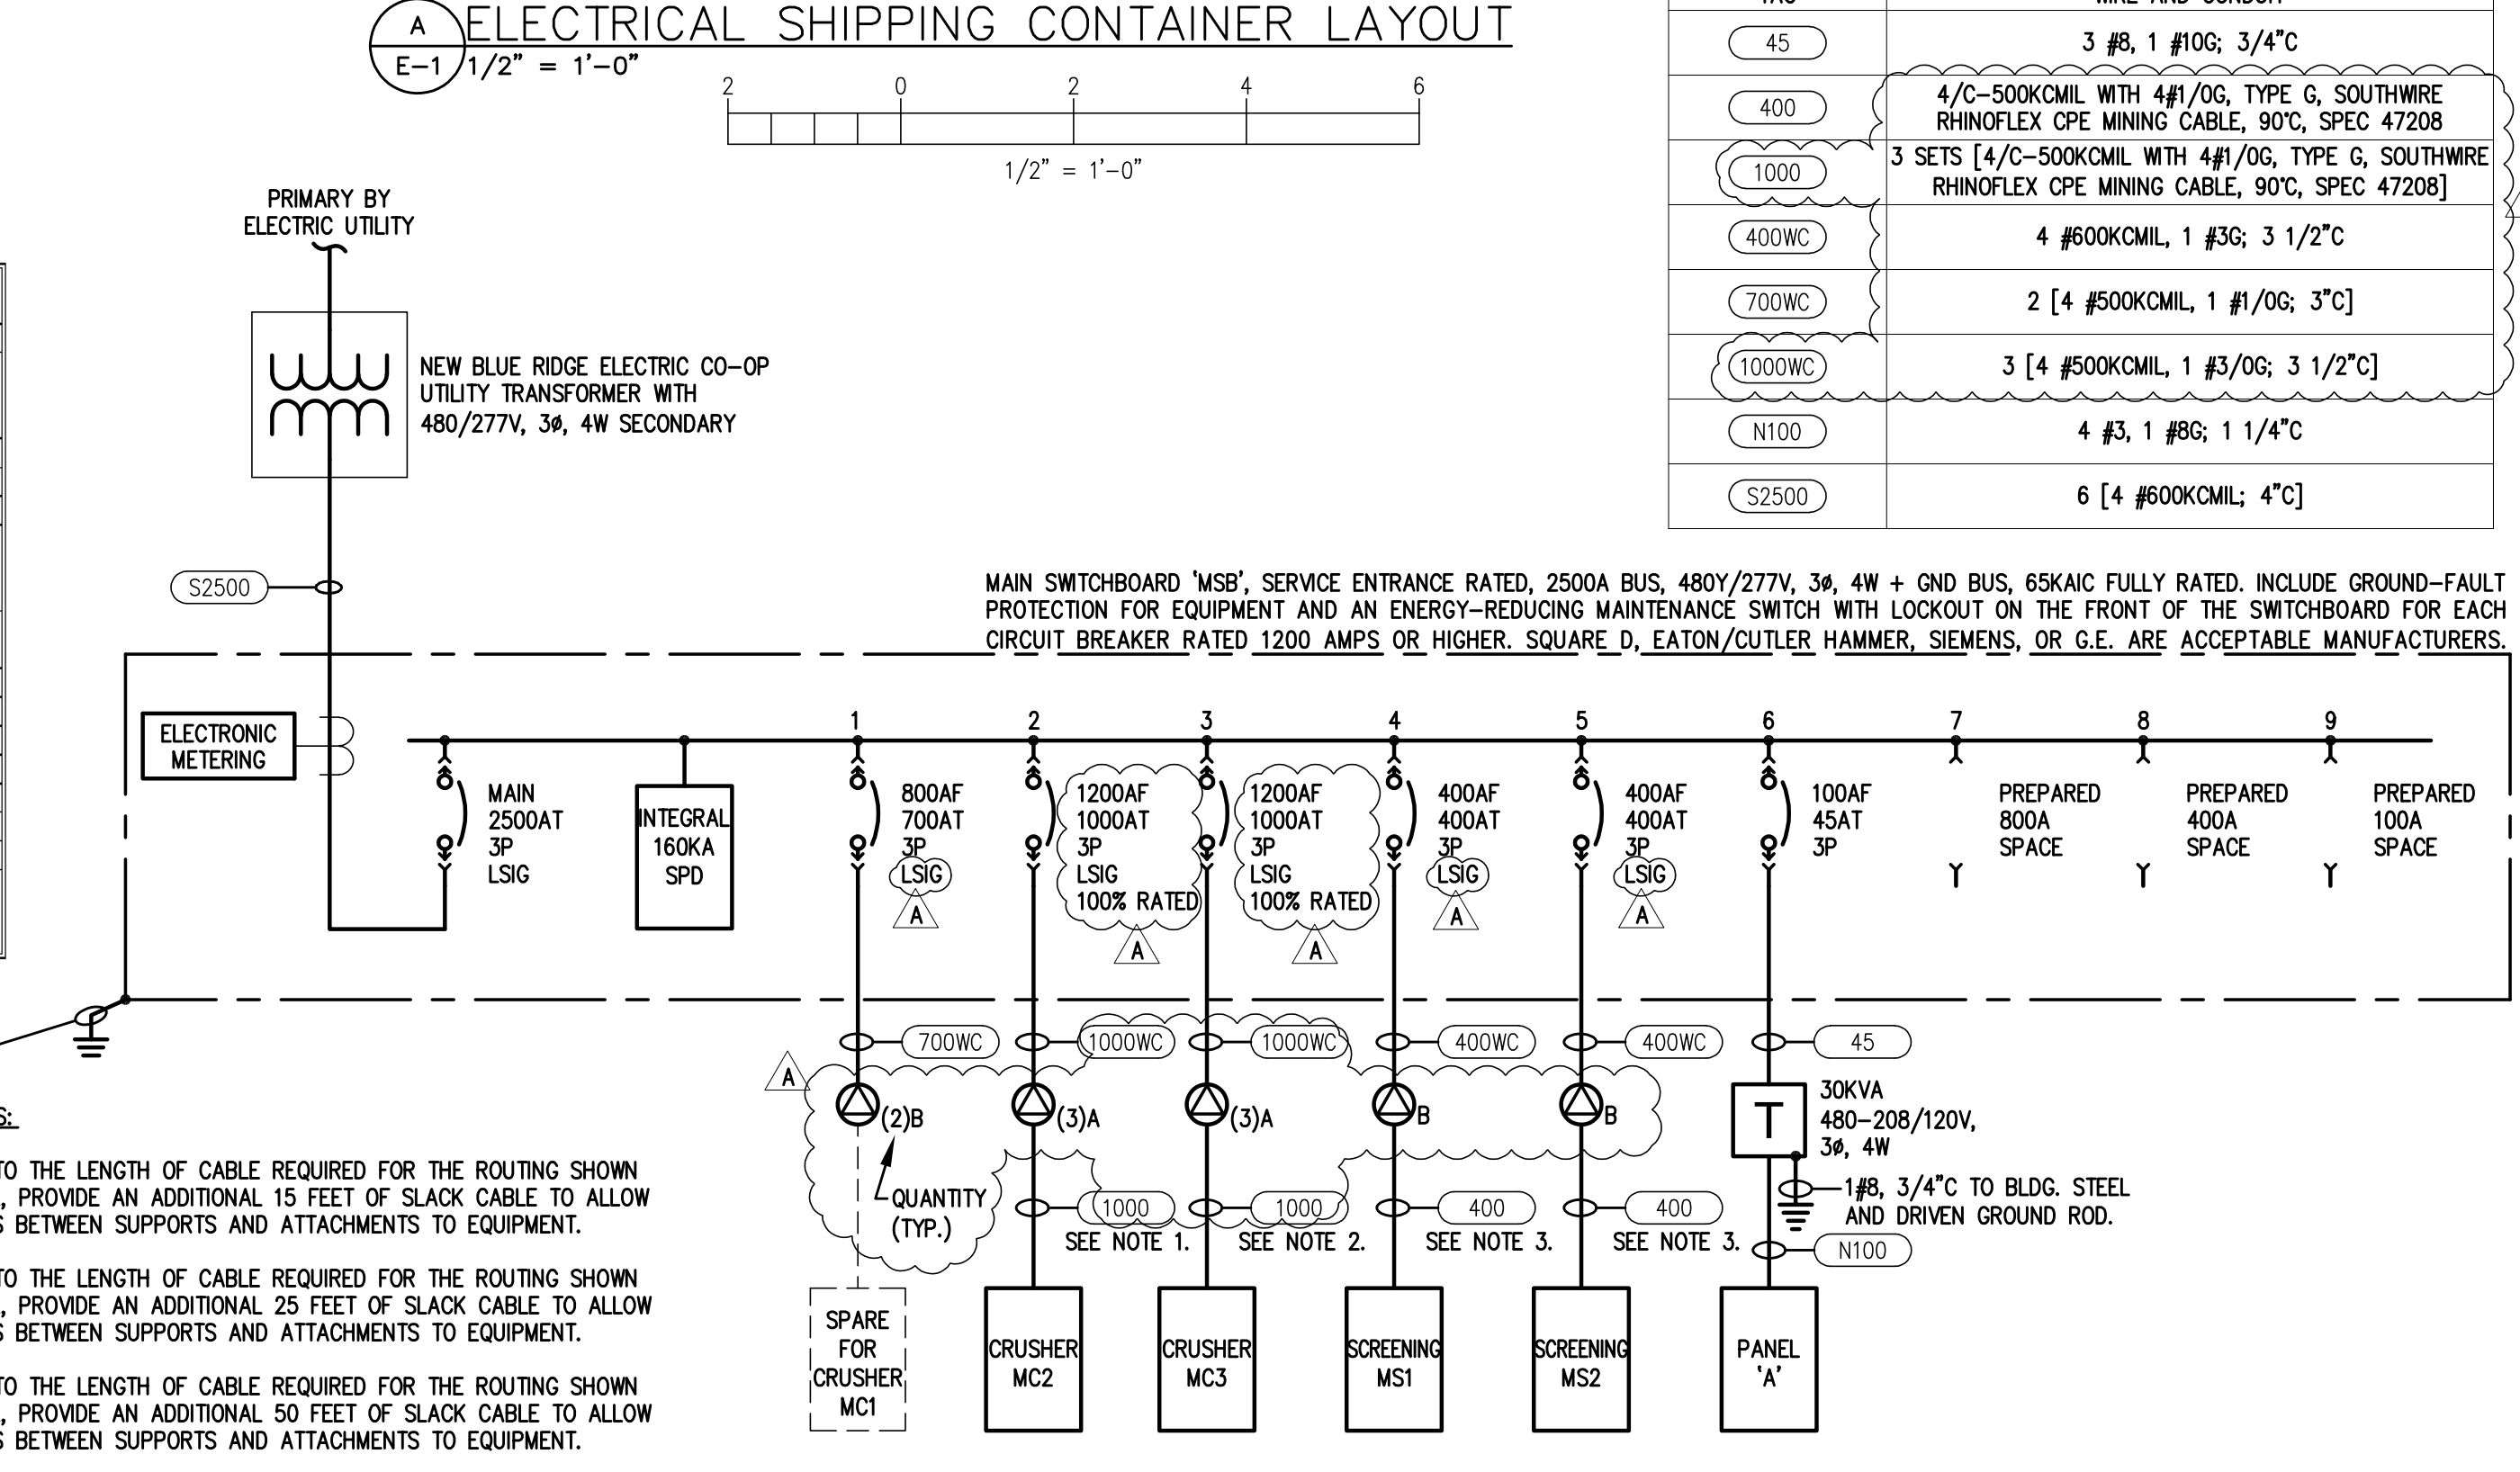 A
E-1
ELECTRICAL SHIPPING CONTAINER LAYOUT
1/2" = 1'-0"
2 0 2 4 6
1/2" = 1'-0"
TAG WIRE AND CONDUIT
45 3 #8, 1 #10G; 3/4"C
400 4/C-500KCMIL WITH 4#1/0G, TYPE G, SOUTHWIRE
RHINOFLEX CPE MINING CABLE, 90°C, SPEC 47208
1000 3 SETS [4/C-500KCMIL WITH 4#1/0G, TYPE G, SOUTHWIRE
RHINOFLEX CPE MINING CABLE, 90°C, SPEC 47208]
400WC 4 #600KCMIL, 1 #3G; 3 1/2"C
700WC 2 [4 #500KCMIL, 1 #1/0G; 3"C]
1000WC 3 [4 #500KCMIL, 1 #3/0G; 3 1/2"C]
N100 4 #3, 1 #8G; 1 1/4"C
S2500 6 [4 #600KCMIL; 4"C]
PRIMARY BY
ELECTRIC UTILITY
NEW BLUE RIDGE ELECTRIC CO-OP
UTILITY TRANSFORMER WITH
480/277V, 3ø, 4W SECONDARY
S2500
MAIN SWITCHBOARD 'MSB', SERVICE ENTRANCE RATED, 2500A BUS, 480Y/277V, 3ø, 4W + GND BUS, 65KAIC FULLY RATED. INCLUDE GROUND-FAULT
PROTECTION FOR EQUIPMENT AND AN ENERGY-REDUCING MAINTENANCE SWITCH WITH LOCKOUT ON THE FRONT OF THE SWITCHBOARD FOR EACH
CIRCUIT BREAKER RATED 1200 AMPS OR HIGHER. SQUARE D, EATON/CUTLER HAMMER, SIEMENS, OR G.E. ARE ACCEPTABLE MANUFACTURERS.
ELECTRONIC
METERING
MAIN
2500AT
3P
LSIG
INTEGRAL
160KA
SPD
1
800AF
700AT
3P
LSIG
A
2
1200AF
1000AT
3P
LSIG
100% RATED
A
3
1200AF
1000AT
3P
LSIG
100% RATED
A
4
400AF
400AT
3P
LSIG
A
5
400AF
400AT
3P
LSIG
A
6
100AF
45AT
3P
7
PREPARED
800A
SPACE
8
PREPARED
400A
SPACE
9
PREPARED
100A
SPACE
700WC 1000WC 1000WC 400WC 400WC 45
A
(2)B (3)A (3)A B B
T
30KVA
480-208/120V,
3ø, 4W
QUANTITY
(TYP.)
1000 1000 400 400
SEE NOTE 1. SEE NOTE 2. SEE NOTE 3. SEE NOTE 3.
1#8, 3/4"C TO BLDG. STEEL
AND DRIVEN GROUND ROD.
N100
SPARE
FOR
CRUSHER
MC1
CRUSHER
MC2
CRUSHER
MC3
SCREENING
MS1
SCREENING
MS2
PANEL
'A'
S:
TO THE LENGTH OF CABLE REQUIRED FOR THE ROUTING SHOWN
, PROVIDE AN ADDITIONAL 15 FEET OF SLACK CABLE TO ALLOW
S BETWEEN SUPPORTS AND ATTACHMENTS TO EQUIPMENT.
TO THE LENGTH OF CABLE REQUIRED FOR THE ROUTING SHOWN
, PROVIDE AN ADDITIONAL 25 FEET OF SLACK CABLE TO ALLOW
S BETWEEN SUPPORTS AND ATTACHMENTS TO EQUIPMENT.
TO THE LENGTH OF CABLE REQUIRED FOR THE ROUTING SHOWN
, PROVIDE AN ADDITIONAL 50 FEET OF SLACK CABLE TO ALLOW
S BETWEEN SUPPORTS AND ATTACHMENTS TO EQUIPMENT.